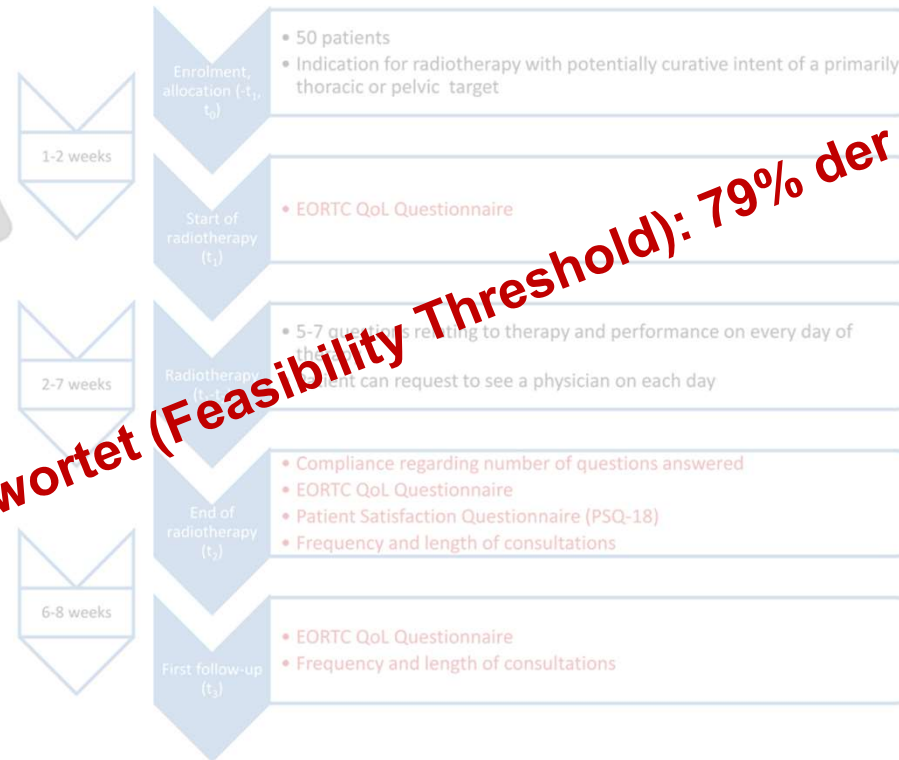 Enrolment,
allocation (-t₁,
t₀)
• 50 patients
• Indication for radiotherapy with potentially curative intent of a primarily
thoracic or pelvic target
1-2 weeks
Start of
radiotherapy
(t₁)
• EORTC QoL Questionnaire
wortet (Feasibility Threshold): 79% der
2-7 weeks
Radiotherapy
• 5-7 questions relating to therapy and performance on every day of
can request to see a physician on each day
End of
radiotherapy
(t₂)
• Compliance regarding number of questions answered
• EORTC QoL Questionnaire
• Patient Satisfaction Questionnaire (PSQ-18)
• Frequency and length of consultations
6-8 weeks
First follow-up
(t₃)
• EORTC QoL Questionnaire
• Frequency and length of consultations